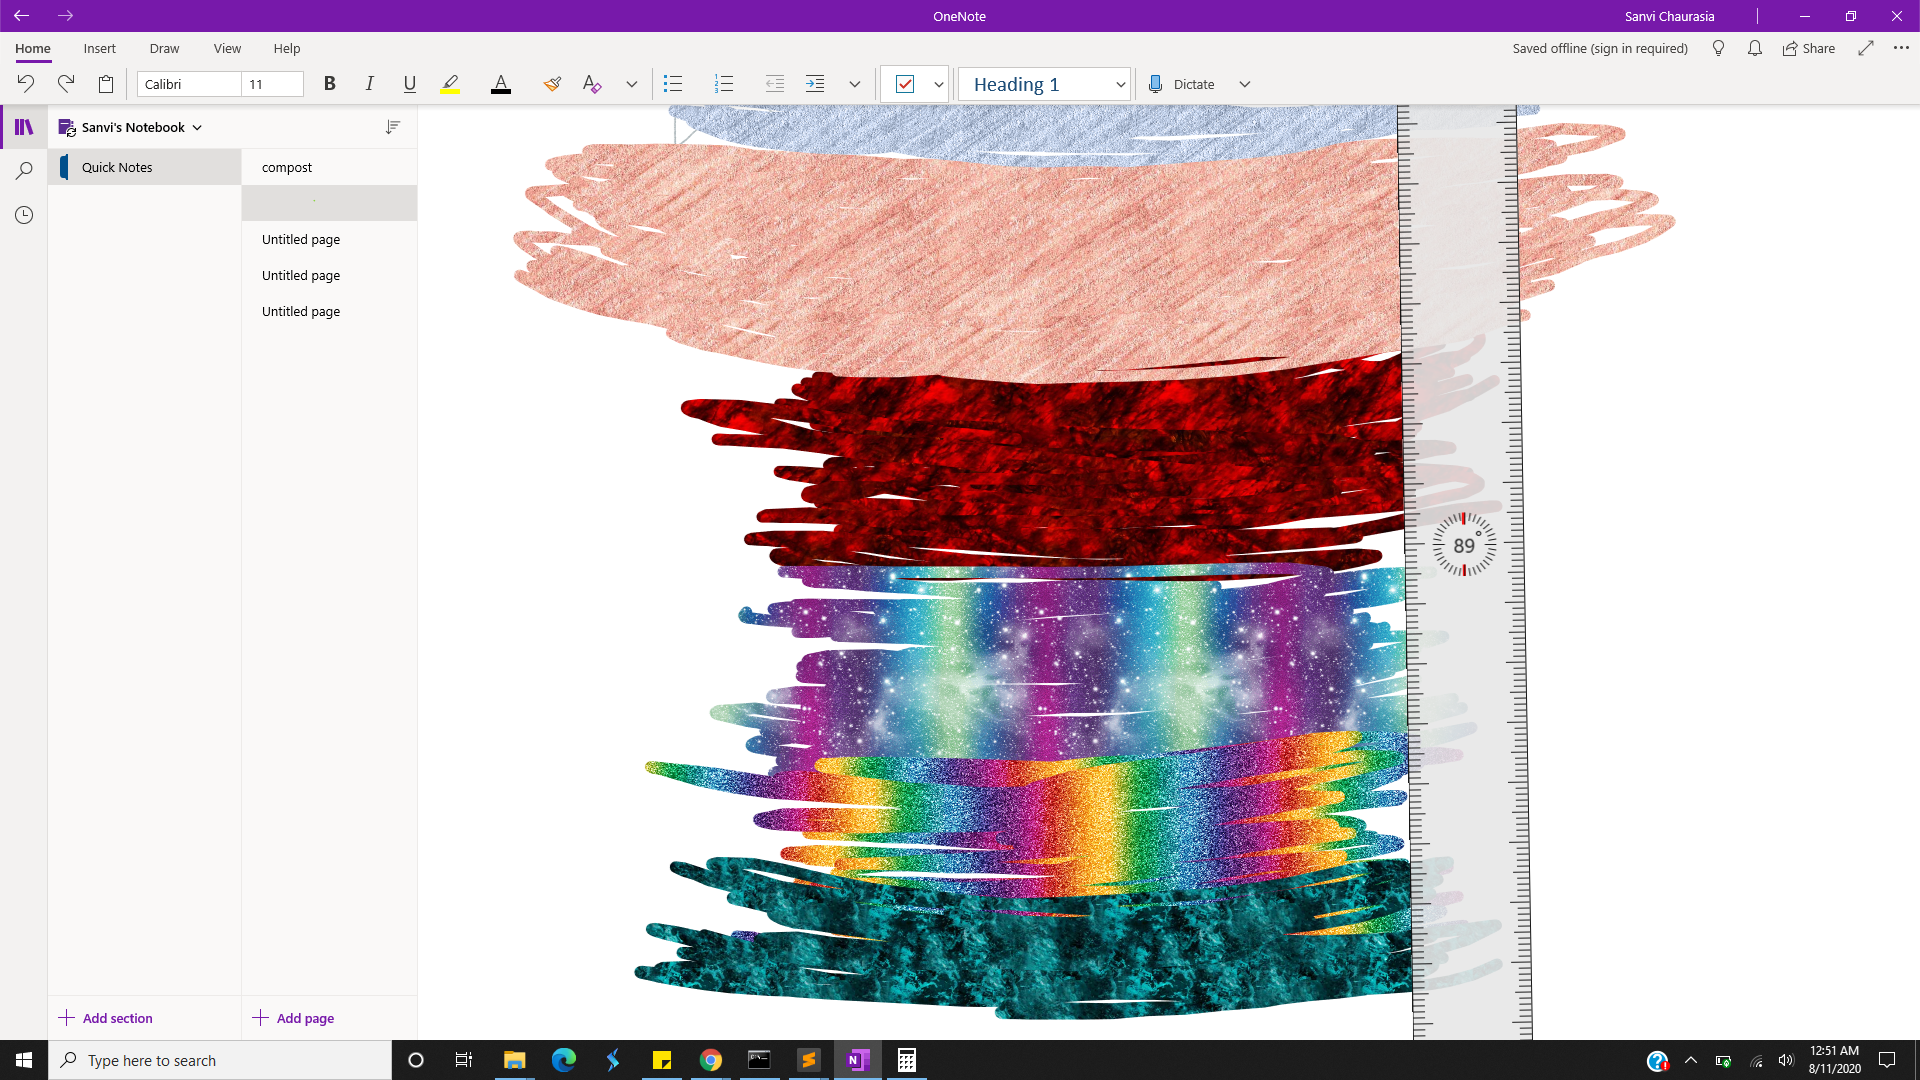 OneNote
Sanvi Chaurasia
Home Insert Draw View Help
Saved offline (sign in required) Share
Calibri 11 B I U A A Heading 1 Dictate
Sanvi's Notebook
Quick Notes
compost
Untitled page
Untitled page
Untitled page
89°
Add section
Add page
Type here to search
12:51 AM
8/11/2020